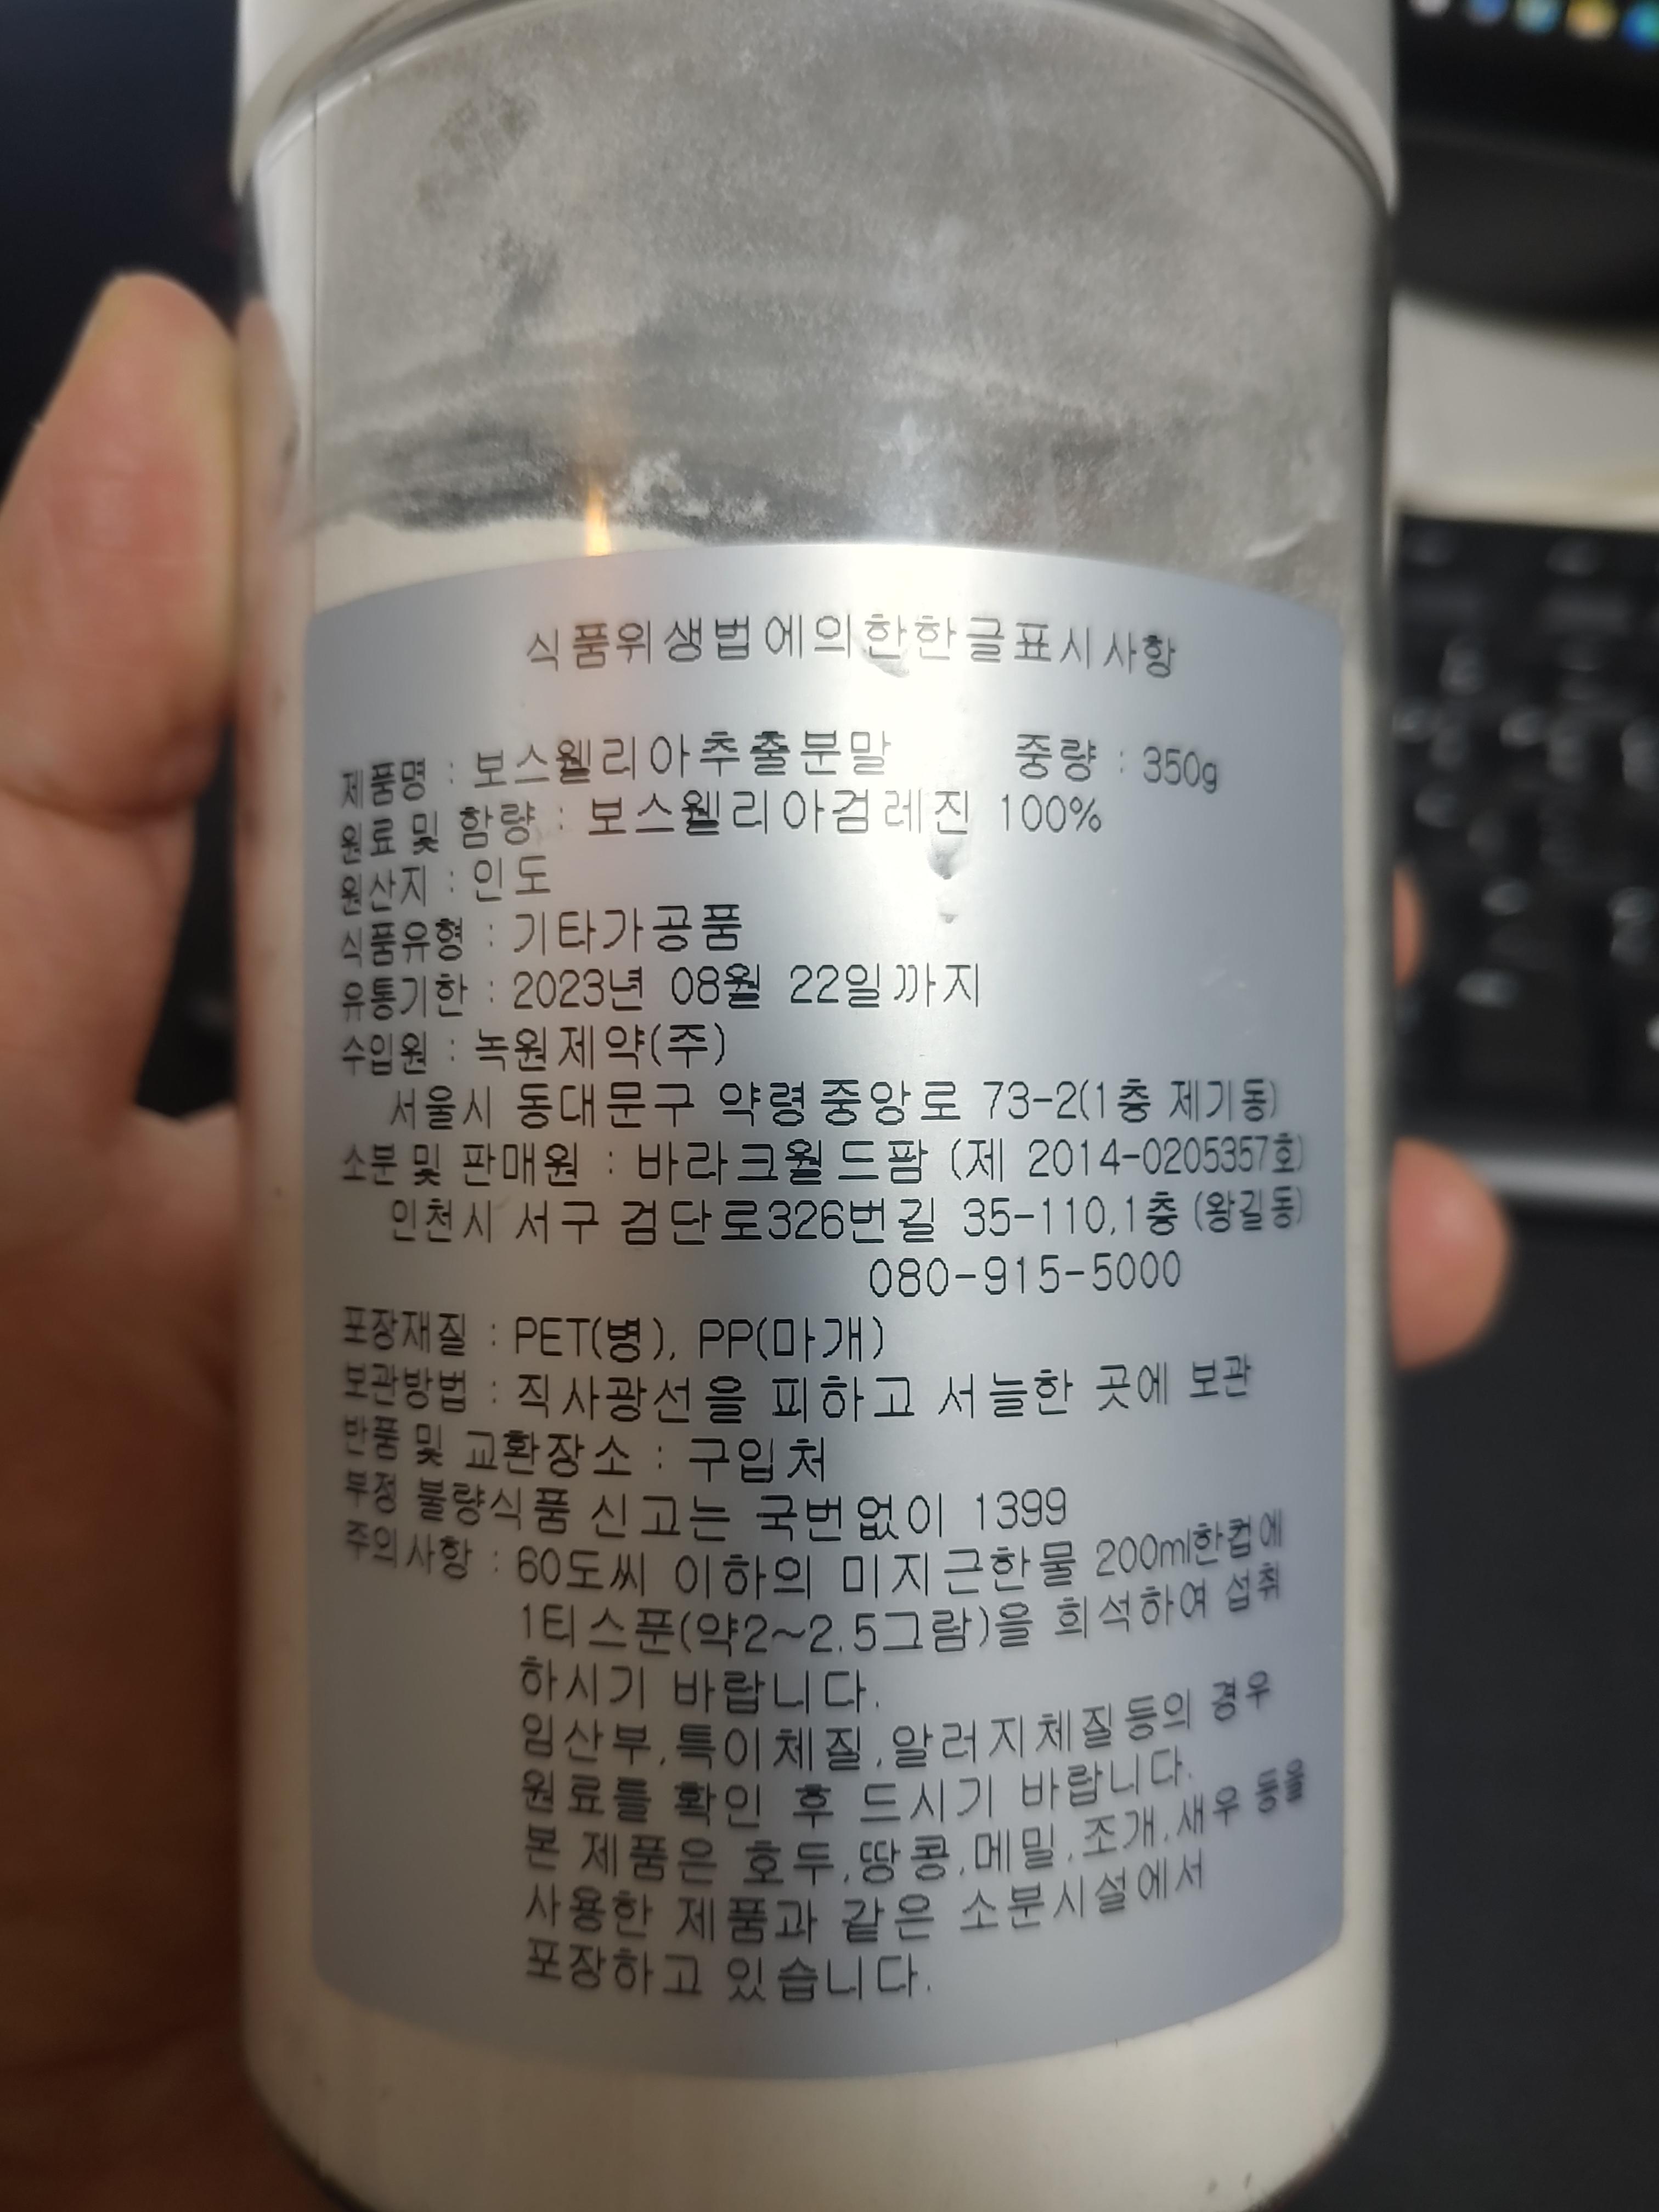 식품위생법에의한한글표시사항
제품명 : 보스웰리아추출분말 중량 : 350g
원료 및 함량 : 보스웰리아검레진 100%
원산지 : 인도
식품유형 : 기타가공품
유통기한 : 2023년 08월 22일까지
수입원 : 녹원제약(주)
서울시 동대문구 약령중앙로 73-2(1층 제기동)
소분 및 판매원 : 바라크월드팜 (제 2014-0205357호)
인천시 서구 검단로326번길 35-110,1층 (왕길동)
080-915-5000
포장재질 : PET(병), PP(마개)
보관방법 : 직사광선을 피하고 서늘한 곳에 보관
반품 및 교환장소 : 구입처
부정 불량식품 신고는 국번없이 1399
주의사항 : 60도씨 이하의 미지근한물 200ml한컵에
1티스푼(약2~2.5그람)을 희석하여 섭취
하시기 바랍니다.
임산부,특이체질,알러지체질등의 경우
원료를 확인 후 드시기 바랍니다.
본 제품은 호두,땅콩,메밀,조개,새우 등을
사용한 제품과 같은 소분시설에서
포장하고 있습니다.